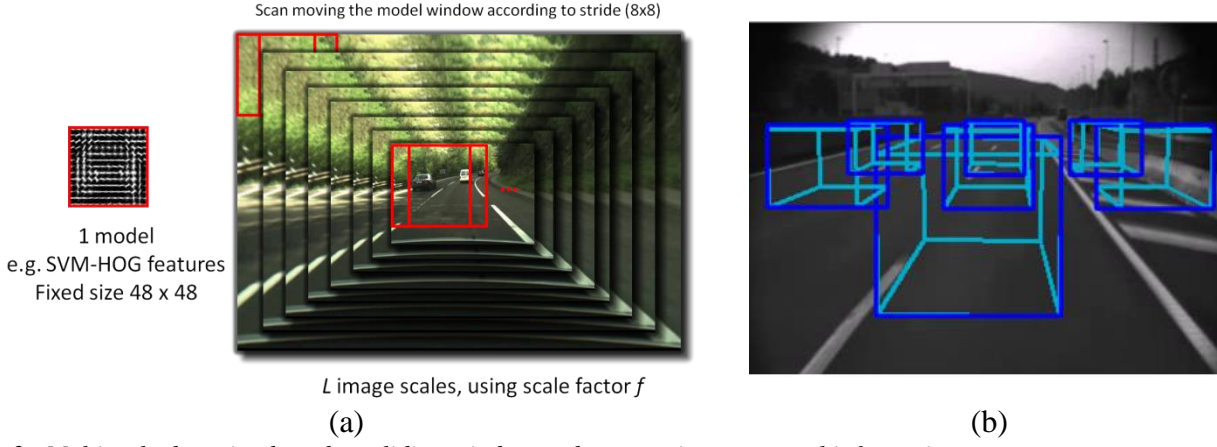 Scan moving the model window according to stride (8x8)
1 model
e.g. SVM-HOG features
Fixed size 48 x 48
L image scales, using scale factor f
(a)
(b)